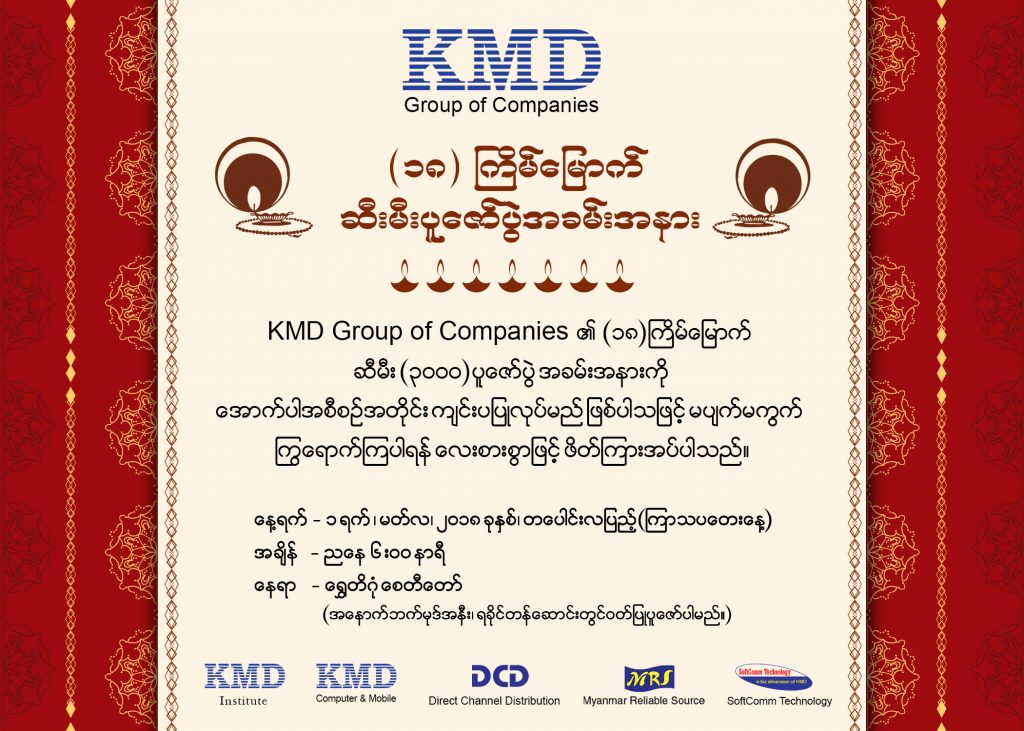 KMD
Group of Companies
(၁၈) ကြိမ်မြောက်
ဆီးမီးပူဇော်ပွဲအခမ်းအနား
KMD Group of Companies ၏ (၁၈)ကြိမ်မြောက်
ဆီမီး (၃၀၀၀) ပူဇော်ပွဲ အခမ်းအနားကို
အောက်ပါအစီစဉ်အတိုင်း ကျင်းပပြုလုပ်မည် ဖြစ်ပါသဖြင့် မပျက်မကွက်
ကြွရောက်ကြပါရန် လေးစားစွာဖြင့် ဖိတ်ကြားအပ်ပါသည်။
နေ့ရက် - ၁ ရက်၊ မတ်လ၊ ၂၀၁၈ ခုနှစ်၊ တပေါင်းလပြည့်(ကြာသပတေးနေ့)
အချိန် - ညနေ ၆း၀၀ နာရီ
နေရာ - ရွှေတိဂုံ စေတီတော်
(အနောက်ဘက်မုဒ်အနီး၊ ရခိုင်တန်ဆောင်းတွင်ဝတ်ပြုပူဇော်ပါမည်။)
KMD Institute
KMD Computer & Mobile
DCD Direct Channel Distribution
MRS Myanmar Reliable Source
SoftComm Technology e-biz dimension of KMD SoftComm Technology